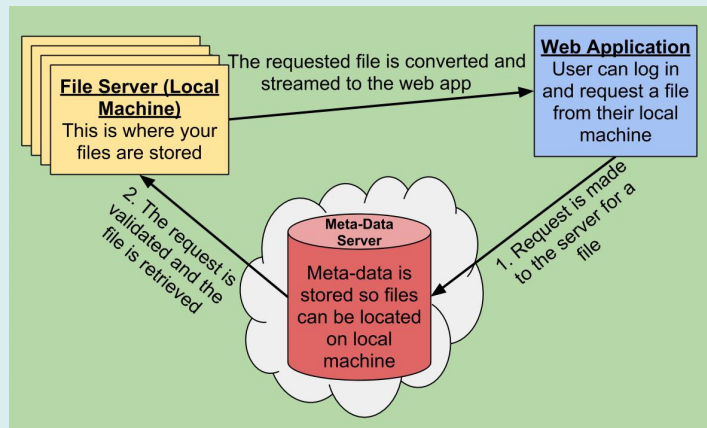 File Server (Local
Machine)
This is where your
files are stored
The requested file is converted and
streamed to the web app
Web Application
User can log in
and request a file
from their local
machine
1. Request is made
to the server for a
file
Meta-Data
Server
Meta-data is
stored so files
can be located
on local
machine
2. The request is
validated and the
file is retrieved